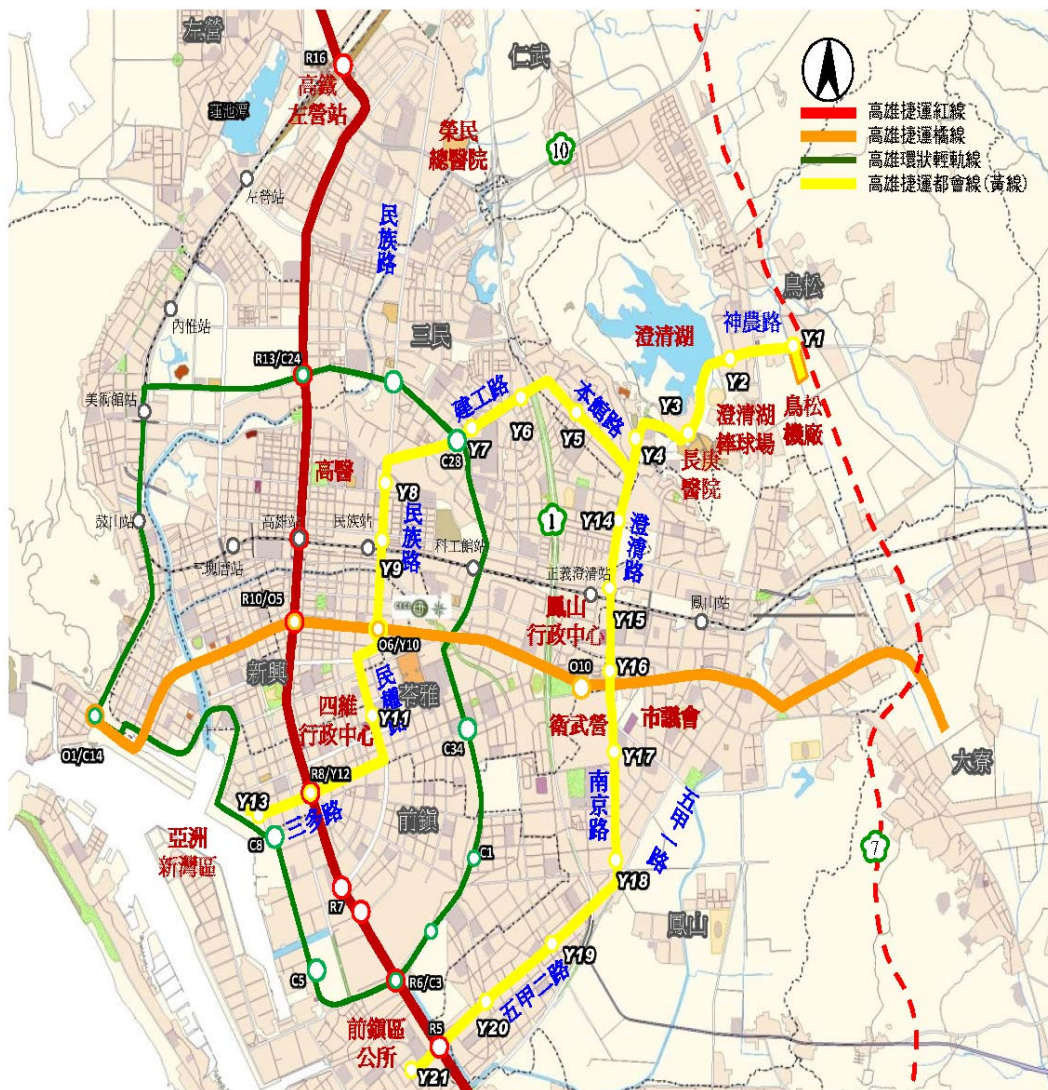 左營
R16
仁武
高鐵
左營站
蓮池潭
榮民
總醫院
10
高雄捷運紅線
高雄捷運橘線
高雄環狀輕軌線
高雄捷運都會線(黃線)
左營站
民族路
鳥松
內惟站
三民
澄清湖
神農路
Y1
Y2
R13/C24
美術館站
建工路
本館路
Y3
澄清湖
棒球場
鳥松
機廠
Y6
Y5
Y7
C28
Y4
長庚
醫院
高醫
Y8
鼓山站
高雄站
民族站
民族路
科工館站
1
Y14
澄清路
三塊厝站
Y9
正義澄清站
鳳山站
R10/O5
鳳山
行政中心
Y15
O6/Y10
新興
苓雅
O10
Y16
四維
行政中心
Y11
衛武營
市議會
O1/C14
C34
Y17
大寮
R8/Y12
Y13
三多路
南京路
五甲一路
前鎮
亞洲
新灣區
C8
C1
7
R7
Y18
鳳山
C5
R6/C3
Y19
五甲二路
Y20
前鎮區
公所
R5
Y21